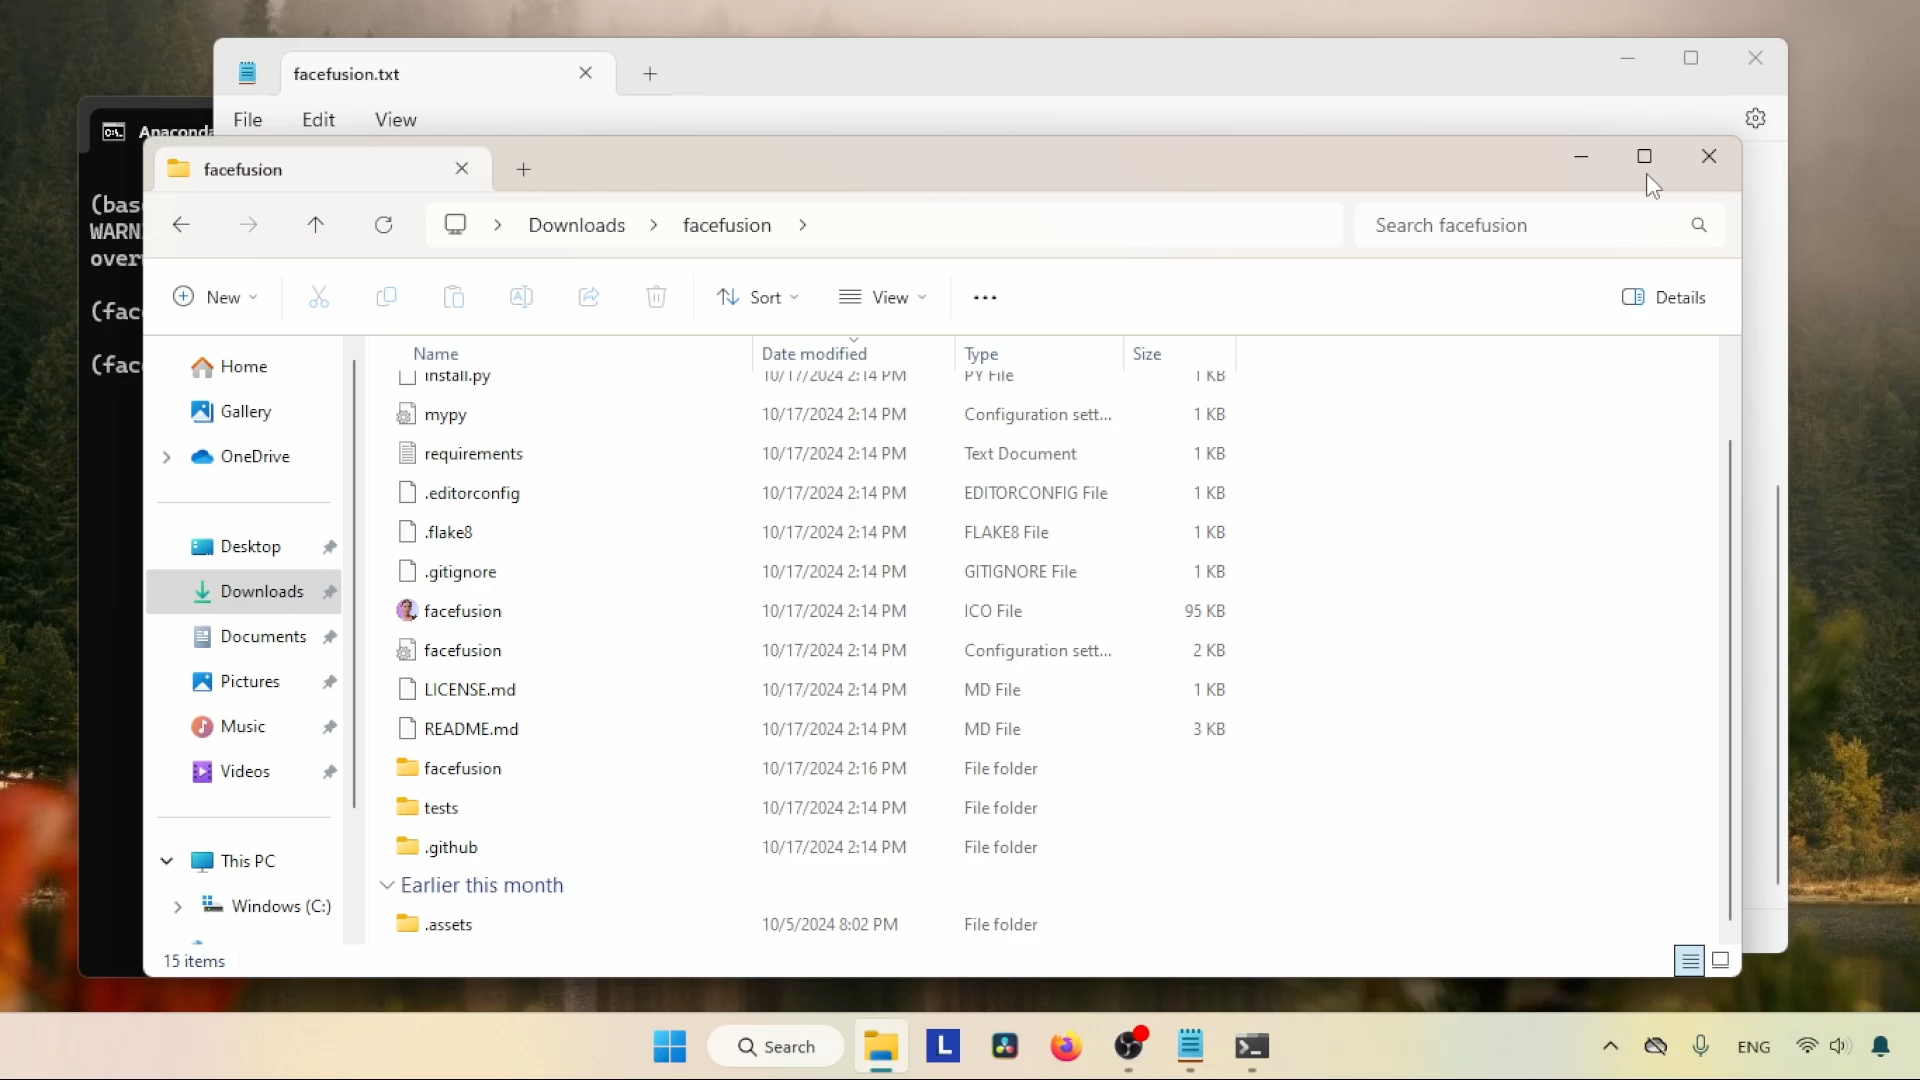 facefusion.txt
File Edit View
Anaconda
(bas
WARN
over
(fac
(fac
facefusion
Downloads facefusion
Search facefusion
New Sort View Details
Home
Gallery
OneDrive
Desktop
Downloads
Documents
Pictures
Music
Videos
This PC
Windows (C:)
Name Date modified Type Size
install.py 10/17/2024 2:14 PM PY File 1 KB
mypy 10/17/2024 2:14 PM Configuration sett... 1 KB
requirements 10/17/2024 2:14 PM Text Document 1 KB
.editorconfig 10/17/2024 2:14 PM EDITORCONFIG File 1 KB
.flake8 10/17/2024 2:14 PM FLAKE8 File 1 KB
.gitignore 10/17/2024 2:14 PM GITIGNORE File 1 KB
facefusion 10/17/2024 2:14 PM ICO File 95 KB
facefusion 10/17/2024 2:14 PM Configuration sett... 2 KB
LICENSE.md 10/17/2024 2:14 PM MD File 1 KB
README.md 10/17/2024 2:14 PM MD File 3 KB
facefusion 10/17/2024 2:16 PM File folder
tests 10/17/2024 2:14 PM File folder
.github 10/17/2024 2:14 PM File folder
Earlier this month
.assets 10/5/2024 8:02 PM File folder
15 items
Search
L
ENG